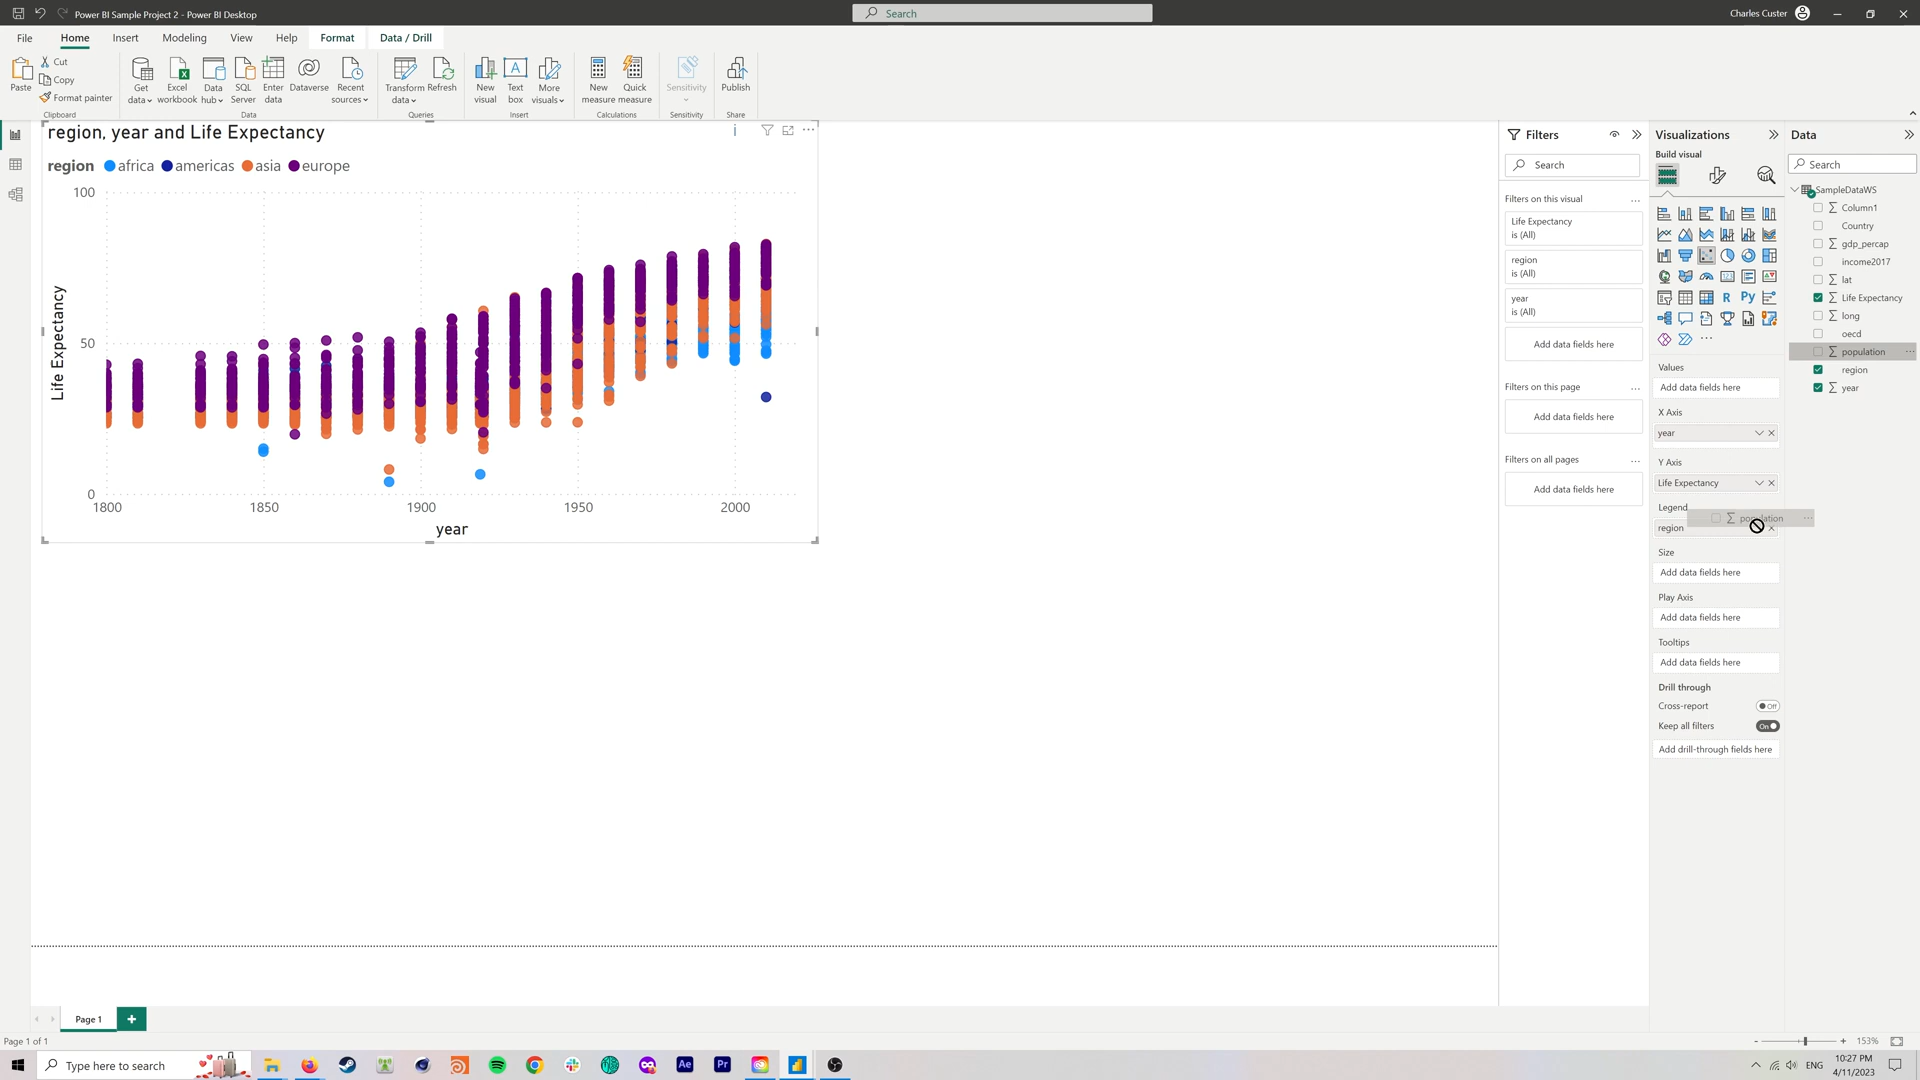 Power BI Sample Project 2 - Power BI Desktop
Search
Charles Custer
File
Home
Insert
Modeling
View
Help
Format
Data / Drill
Paste
Cut
Copy
Format painter
Clipboard
Get data
Excel workbook
Data hub
SQL Server
Enter data
Dataverse
Recent sources
Data
Transform data
Refresh
Queries
New visual
Text box
More visuals
Insert
New measure
Quick measure
Calculations
Sensitivity
Sensitivity
Publish
Share
region, year and Life Expectancy
region africa americas asia europe
100
50
0
Life Expectancy
1800 1850 1900 1950 2000
year
Filters
Search
Filters on this visual
Life Expectancy
is (All)
region
is (All)
year
is (All)
Add data fields here
Filters on this page
Add data fields here
Filters on all pages
Add data fields here
Visualizations
Build visual
R
Py
123
Values
Add data fields here
X Axis
year
Y Axis
Life Expectancy
Legend
population
region
Size
Add data fields here
Play Axis
Add data fields here
Tooltips
Add data fields here
Drill through
Cross-report
Off
Keep all filters
On
Add drill-through fields here
Data
Search
SampleDataWS
Column1
Country
gdp_percap
income2017
lat
Life Expectancy
long
oecd
population
region
year
Page 1
Page 1 of 1
- + 153%
Type here to search
Ae
Pr
ENG
10:27 PM
4/11/2023